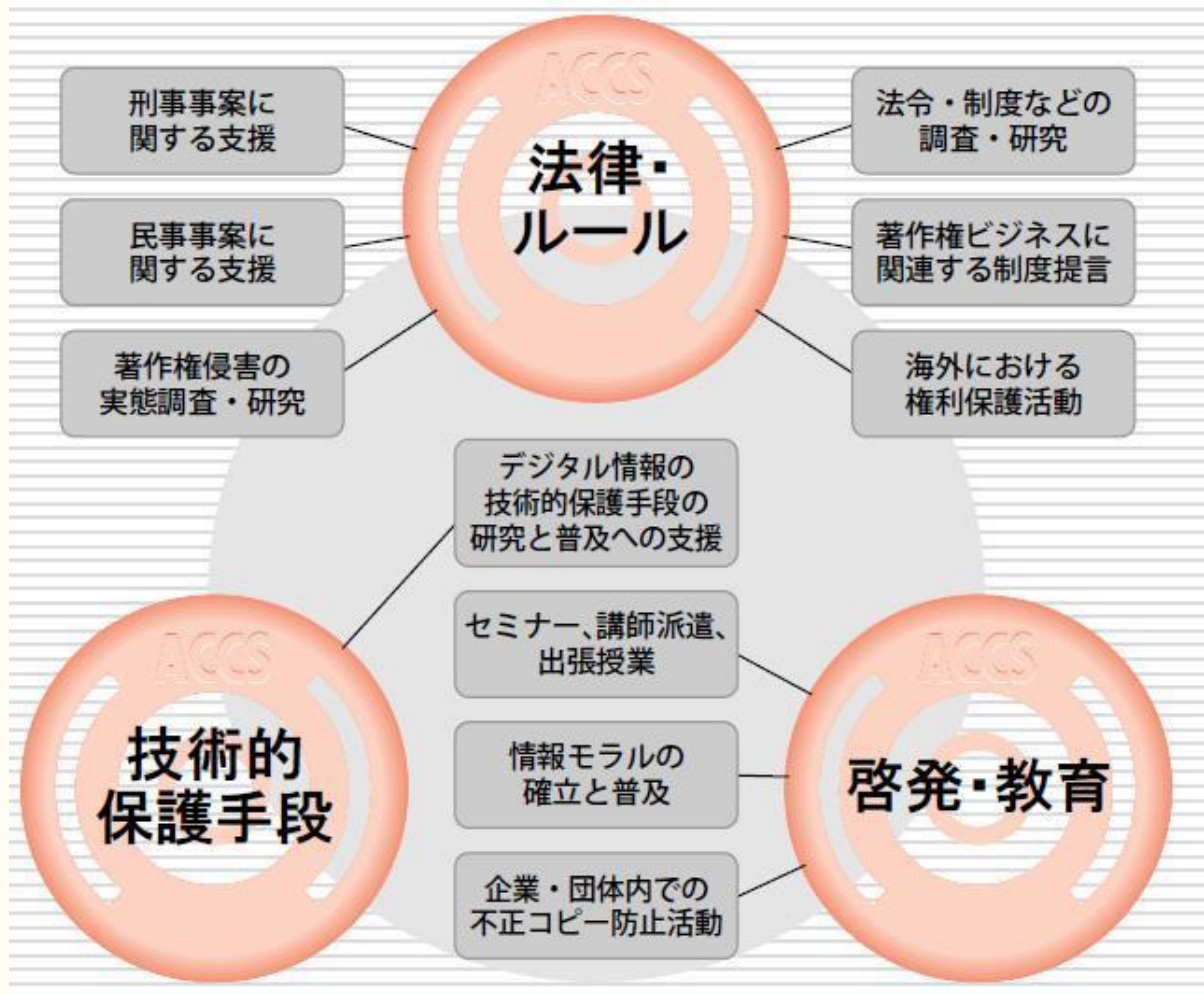 ACCS
法律・
ルール
刑事事案に
関する支援
民事事案に
関する支援
著作権侵害の
実態調査・研究
法令・制度などの
調査・研究
著作権ビジネスに
関連する制度提言
海外における
権利保護活動
デジタル情報の
技術的保護手段の
研究と普及への支援
ACCS
技術的
保護手段
セミナー、講師派遣、
出張授業
情報モラルの
確立と普及
企業・団体内での
不正コピー防止活動
ACCS
啓発・教育